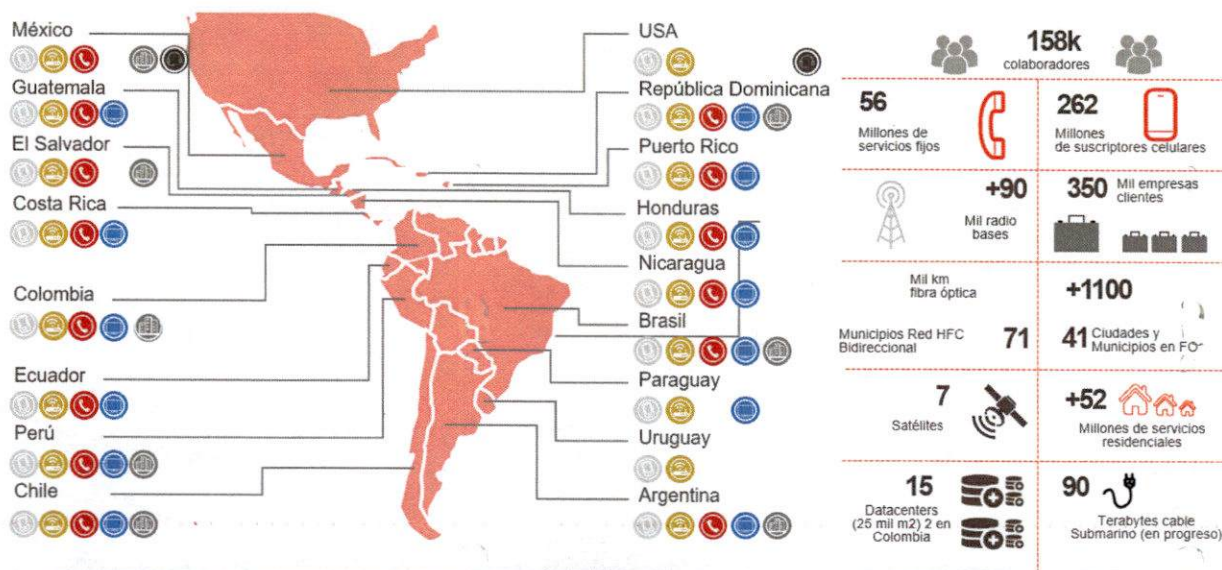 México
Guatemala
El Salvador
Costa Rica
Colombia
Ecuador
Perú
Chile
USA
República Dominicana
Puerto Rico
Honduras
Nicaragua
Brasil
Paraguay
Uruguay
Argentina
158k
colaboradores
56
Millones de
servicios fijos
262
Millones
de suscriptores celulares
+90
Mil radio
bases
350 Mil empresas
clientes
Mil km
fibra óptica
+1100
Municipios Red HFC
Bidireccional
71
41 Ciudades y
Municipios en FO
7
Satélites
+52
Millones de servicios
residenciales
15
Datacenters
(25 mil m2) 2 en
Colombia
90
Terabytes cable
Submarino (en progreso)